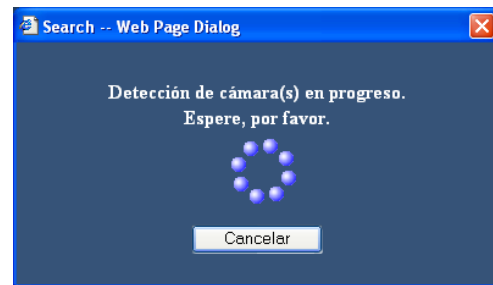 Search -- Web Page Dialog
Detección de cámara(s) en progreso.
Espere, por favor.
Cancelar